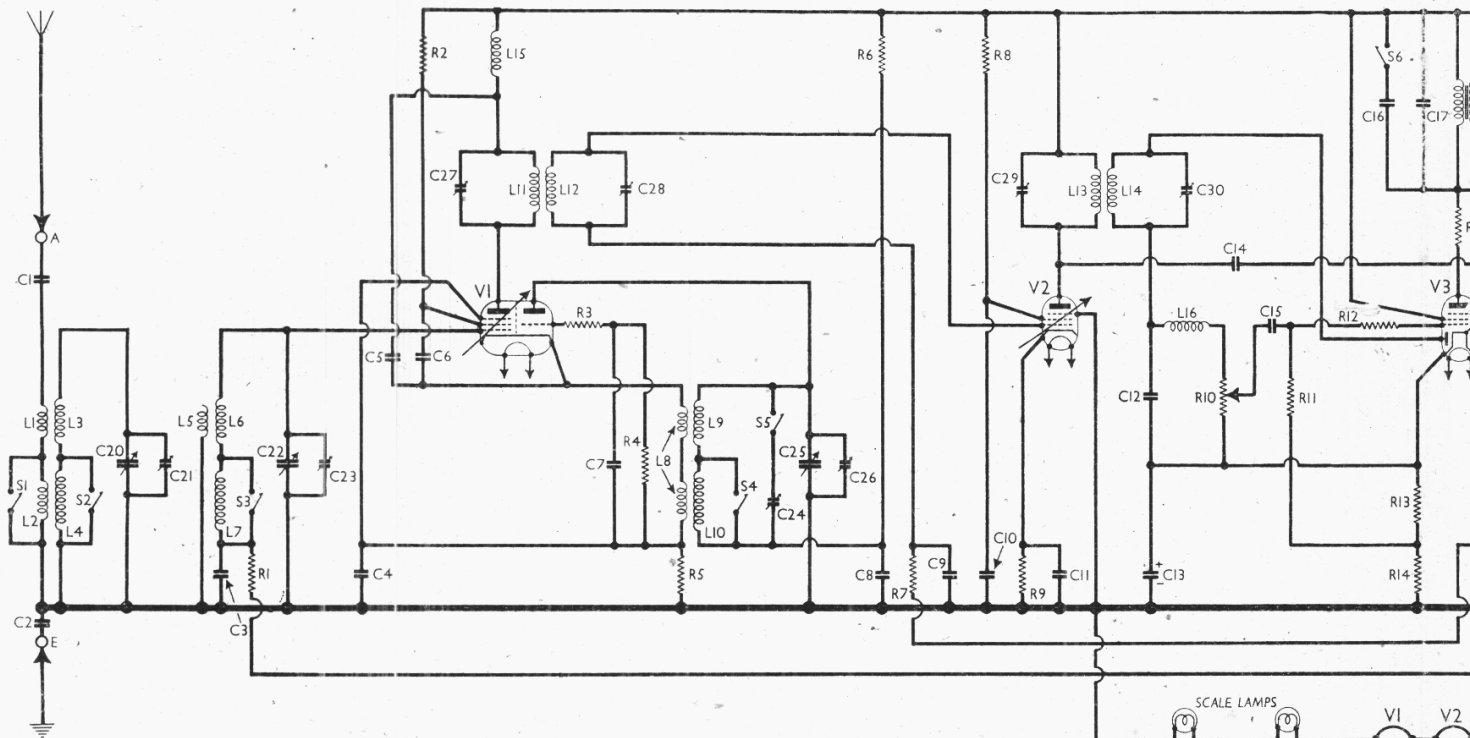 R2
L15
R6
R8
S6
C16
C17
C27
L11
L12
C28
C29
L13
L14
C30
A
C1
C14
R
V1
R3
V2
V3
C5
C6
L16
C15
R12
C12
R10
R11
L1
L3
L5
L6
L9
S5
C20
C21
C22
C23
R4
C7
L8
C25
C26
S1
S2
S3
S4
L2
L4
L7
L10
C24
R13
C4
R1
R5
C8
R7
C9
C10
R9
C11
C13
+
−
R14
C2
C3
E
SCALE LAMPS
V1
V2